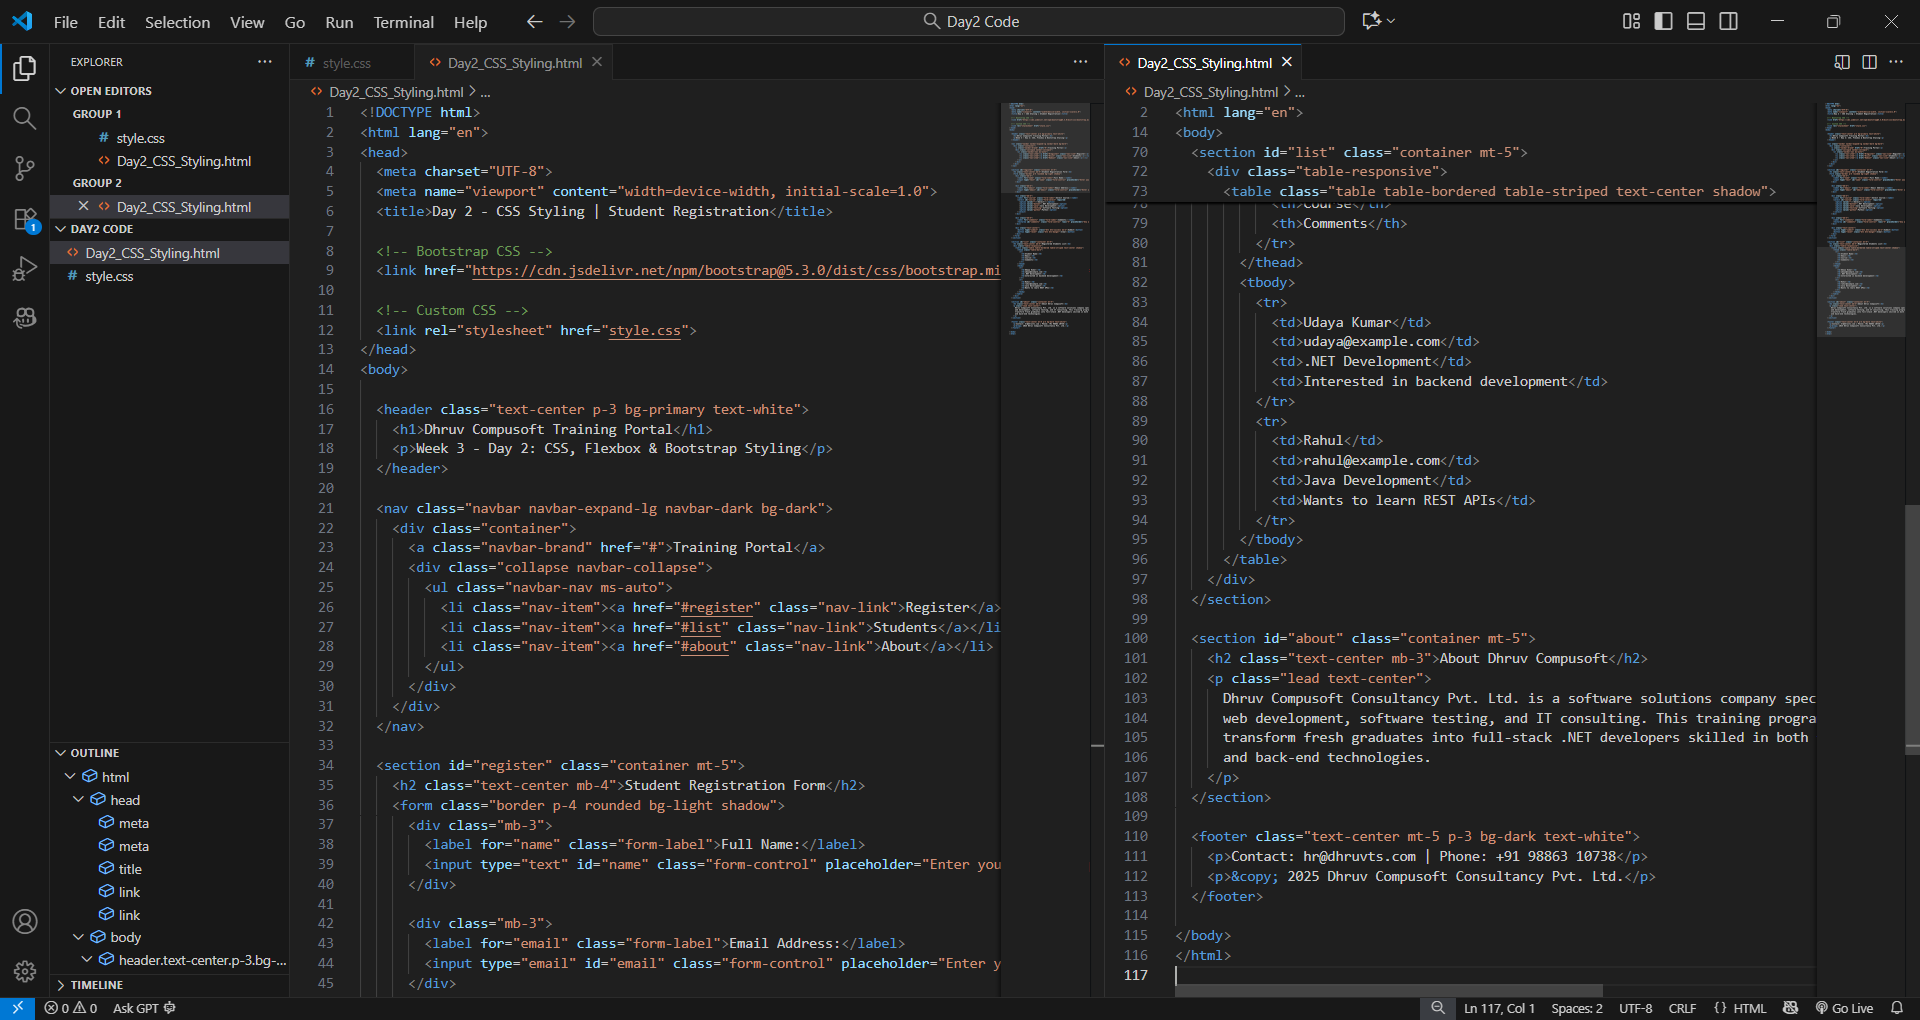 File Edit Selection View Go Run Terminal Help
Day2 Code
EXPLORER
OPEN EDITORS
GROUP 1
# style.css
Day2_CSS_Styling.html
GROUP 2
Day2_CSS_Styling.html
DAY2 CODE
Day2_CSS_Styling.html
# style.css
1
OUTLINE
html
head
meta
meta
title
link
link
body
header.text-center.p-3.bg-...
TIMELINE
# style.css
Day2_CSS_Styling.html
Day2_CSS_Styling.html > ...
1 <!DOCTYPE html>
2 <html lang="en">
3 <head>
4 <meta charset="UTF-8">
5 <meta name="viewport" content="width=device-width, initial-scale=1.0">
6 <title>Day 2 - CSS Styling | Student Registration</title>
7
8 <!-- Bootstrap CSS -->
9 <link href="https://cdn.jsdelivr.net/npm/bootstrap@5.3.0/dist/css/bootstrap.mi
10
11 <!-- Custom CSS -->
12 <link rel="stylesheet" href="style.css">
13 </head>
14 <body>
15
16 <header class="text-center p-3 bg-primary text-white">
17 <h1>Dhruv Compusoft Training Portal</h1>
18 <p>Week 3 - Day 2: CSS, Flexbox & Bootstrap Styling</p>
19 </header>
20
21 <nav class="navbar navbar-expand-lg navbar-dark bg-dark">
22 <div class="container">
23 <a class="navbar-brand" href="#">Training Portal</a>
24 <div class="collapse navbar-collapse">
25 <ul class="navbar-nav ms-auto">
26 <li class="nav-item"><a href="#register" class="nav-link">Register</a>
27 <li class="nav-item"><a href="#list" class="nav-link">Students</a></li
28 <li class="nav-item"><a href="#about" class="nav-link">About</a></li>
29 </ul>
30 </div>
31 </div>
32 </nav>
33
34 <section id="register" class="container mt-5">
35 <h2 class="text-center mb-4">Student Registration Form</h2>
36 <form class="border p-4 rounded bg-light shadow">
37 <div class="mb-3">
38 <label for="name" class="form-label">Full Name:</label>
39 <input type="text" id="name" class="form-control" placeholder="Enter you
40 </div>
41
42 <div class="mb-3">
43 <label for="email" class="form-label">Email Address:</label>
44 <input type="email" id="email" class="form-control" placeholder="Enter y
45 </div>
Day2_CSS_Styling.html
Day2_CSS_Styling.html > ...
2 <html lang="en">
14 <body>
70 <section id="list" class="container mt-5">
72 <div class="table-responsive">
73 <table class="table table-bordered table-striped text-center shadow">
78 <th>Course</th>
79 <th>Comments</th>
80 </tr>
81 </thead>
82 <tbody>
83 <tr>
84 <td>Udaya Kumar</td>
85 <td>udaya@example.com</td>
86 <td>.NET Development</td>
87 <td>Interested in backend development</td>
88 </tr>
89 <tr>
90 <td>Rahul</td>
91 <td>rahul@example.com</td>
92 <td>Java Development</td>
93 <td>Wants to learn REST APIs</td>
94 </tr>
95 </tbody>
96 </table>
97 </div>
98 </section>
99
100 <section id="about" class="container mt-5">
101 <h2 class="text-center mb-3">About Dhruv Compusoft</h2>
102 <p class="lead text-center">
103 Dhruv Compusoft Consultancy Pvt. Ltd. is a software solutions company spec
104 web development, software testing, and IT consulting. This training progra
105 transform fresh graduates into full-stack .NET developers skilled in both
106 and back-end technologies.
107 </p>
108 </section>
109
110 <footer class="text-center mt-5 p-3 bg-dark text-white">
111 <p>Contact: hr@dhruvts.com | Phone: +91 98863 10738</p>
112 <p>&copy; 2025 Dhruv Compusoft Consultancy Pvt. Ltd.</p>
113 </footer>
114
115 </body>
116 </html>
117
0 0 Ask GPT
Ln 117, Col 1 Spaces: 2 UTF-8 CRLF {} HTML Go Live